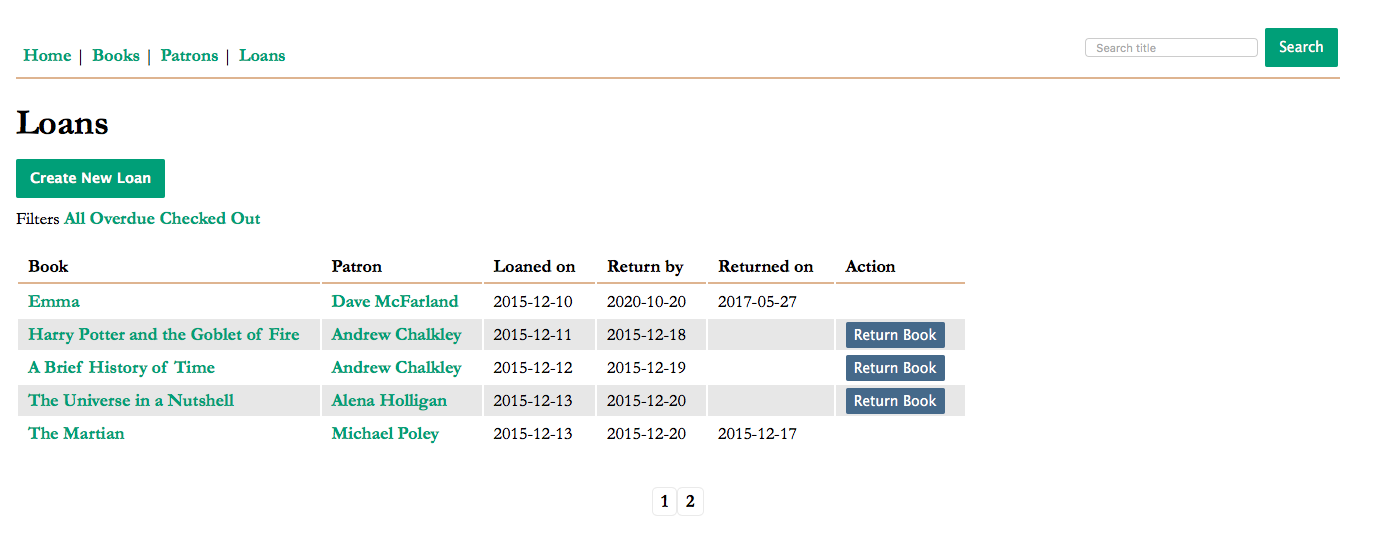 Home | Books | Patrons | Loans
Search title
Search
Loans
Create New Loan
Filters All Overdue Checked Out
Book Patron Loaned on Return by Returned on Action
Emma Dave McFarland 2015-12-10 2020-10-20 2017-05-27
Harry Potter and the Goblet of Fire Andrew Chalkley 2015-12-11 2015-12-18 Return Book
A Brief History of Time Andrew Chalkley 2015-12-12 2015-12-19 Return Book
The Universe in a Nutshell Alena Holligan 2015-12-13 2015-12-20 Return Book
The Martian Michael Poley 2015-12-13 2015-12-20 2015-12-17
1 2